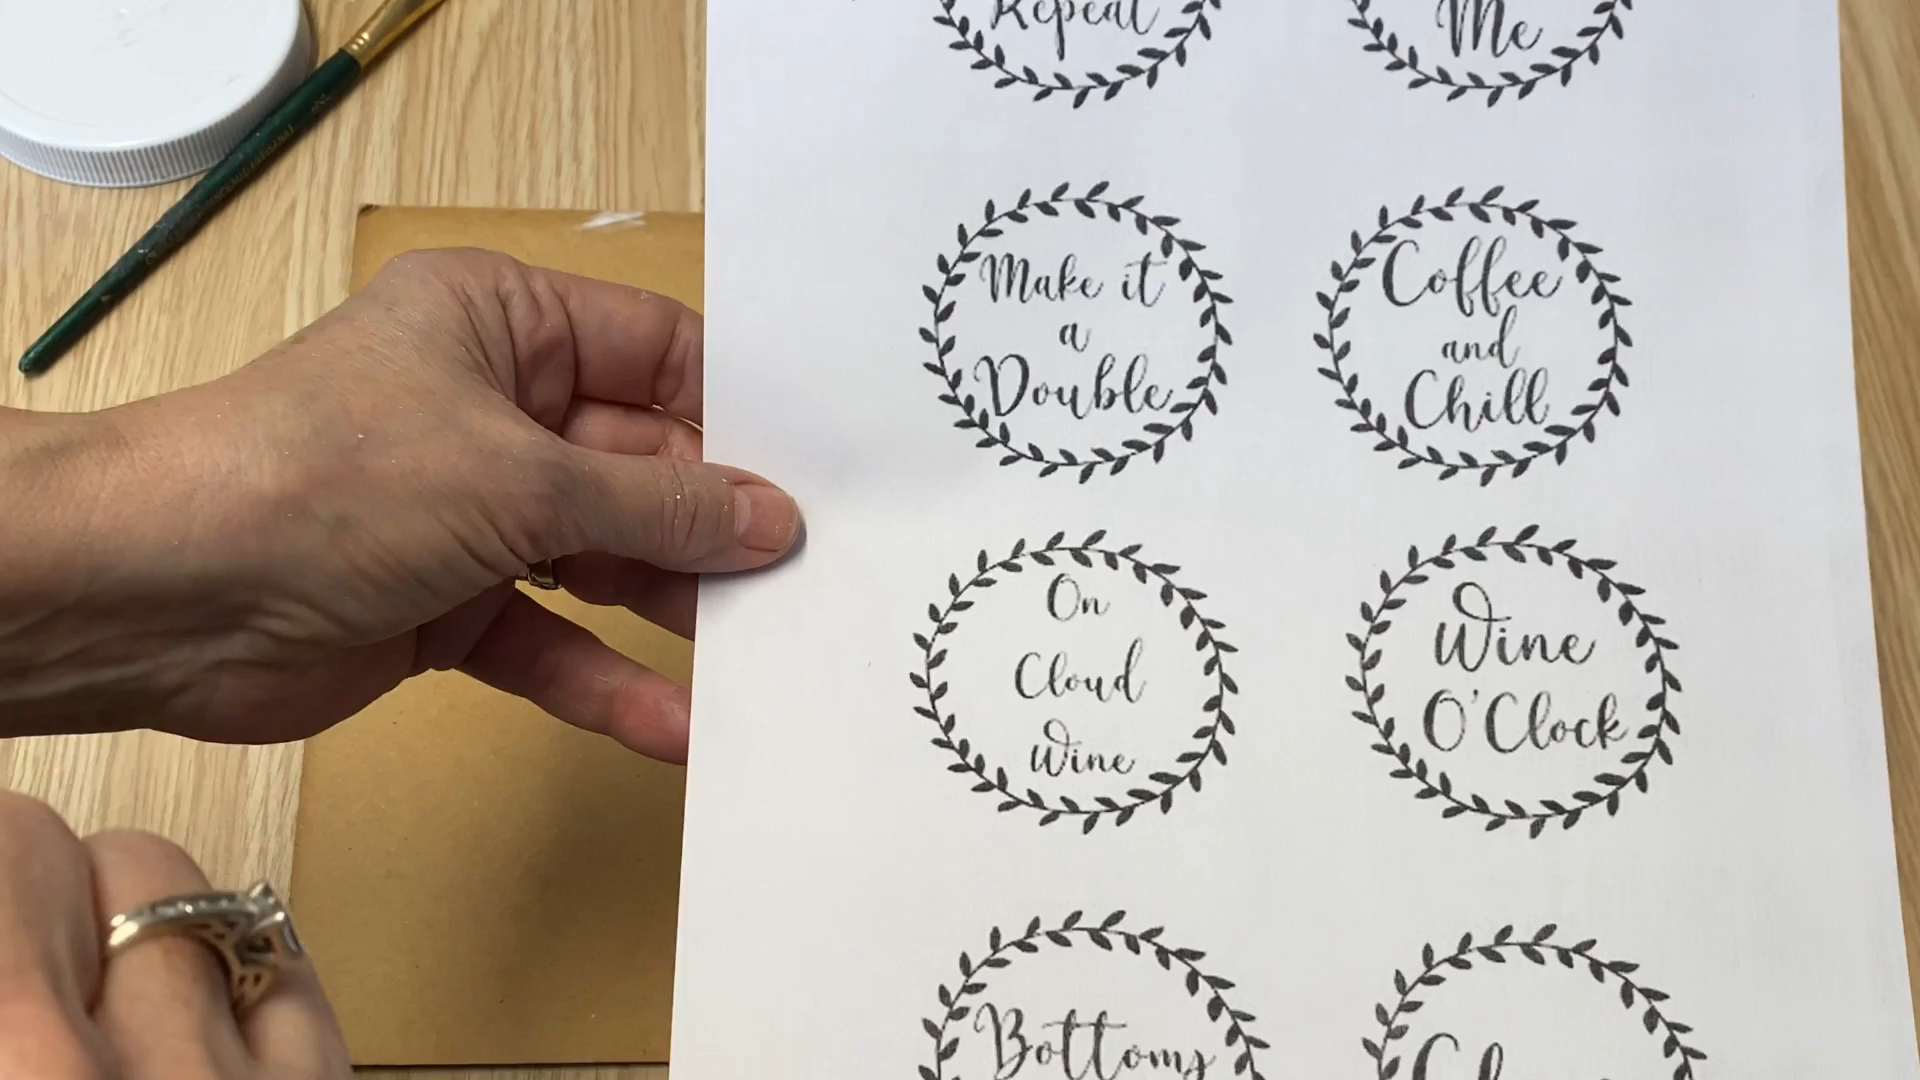 Repeat
Me
Make it
a
Double
Coffee
and
Chill
On
Cloud
Wine
Wine
O'Clock
Bottoms